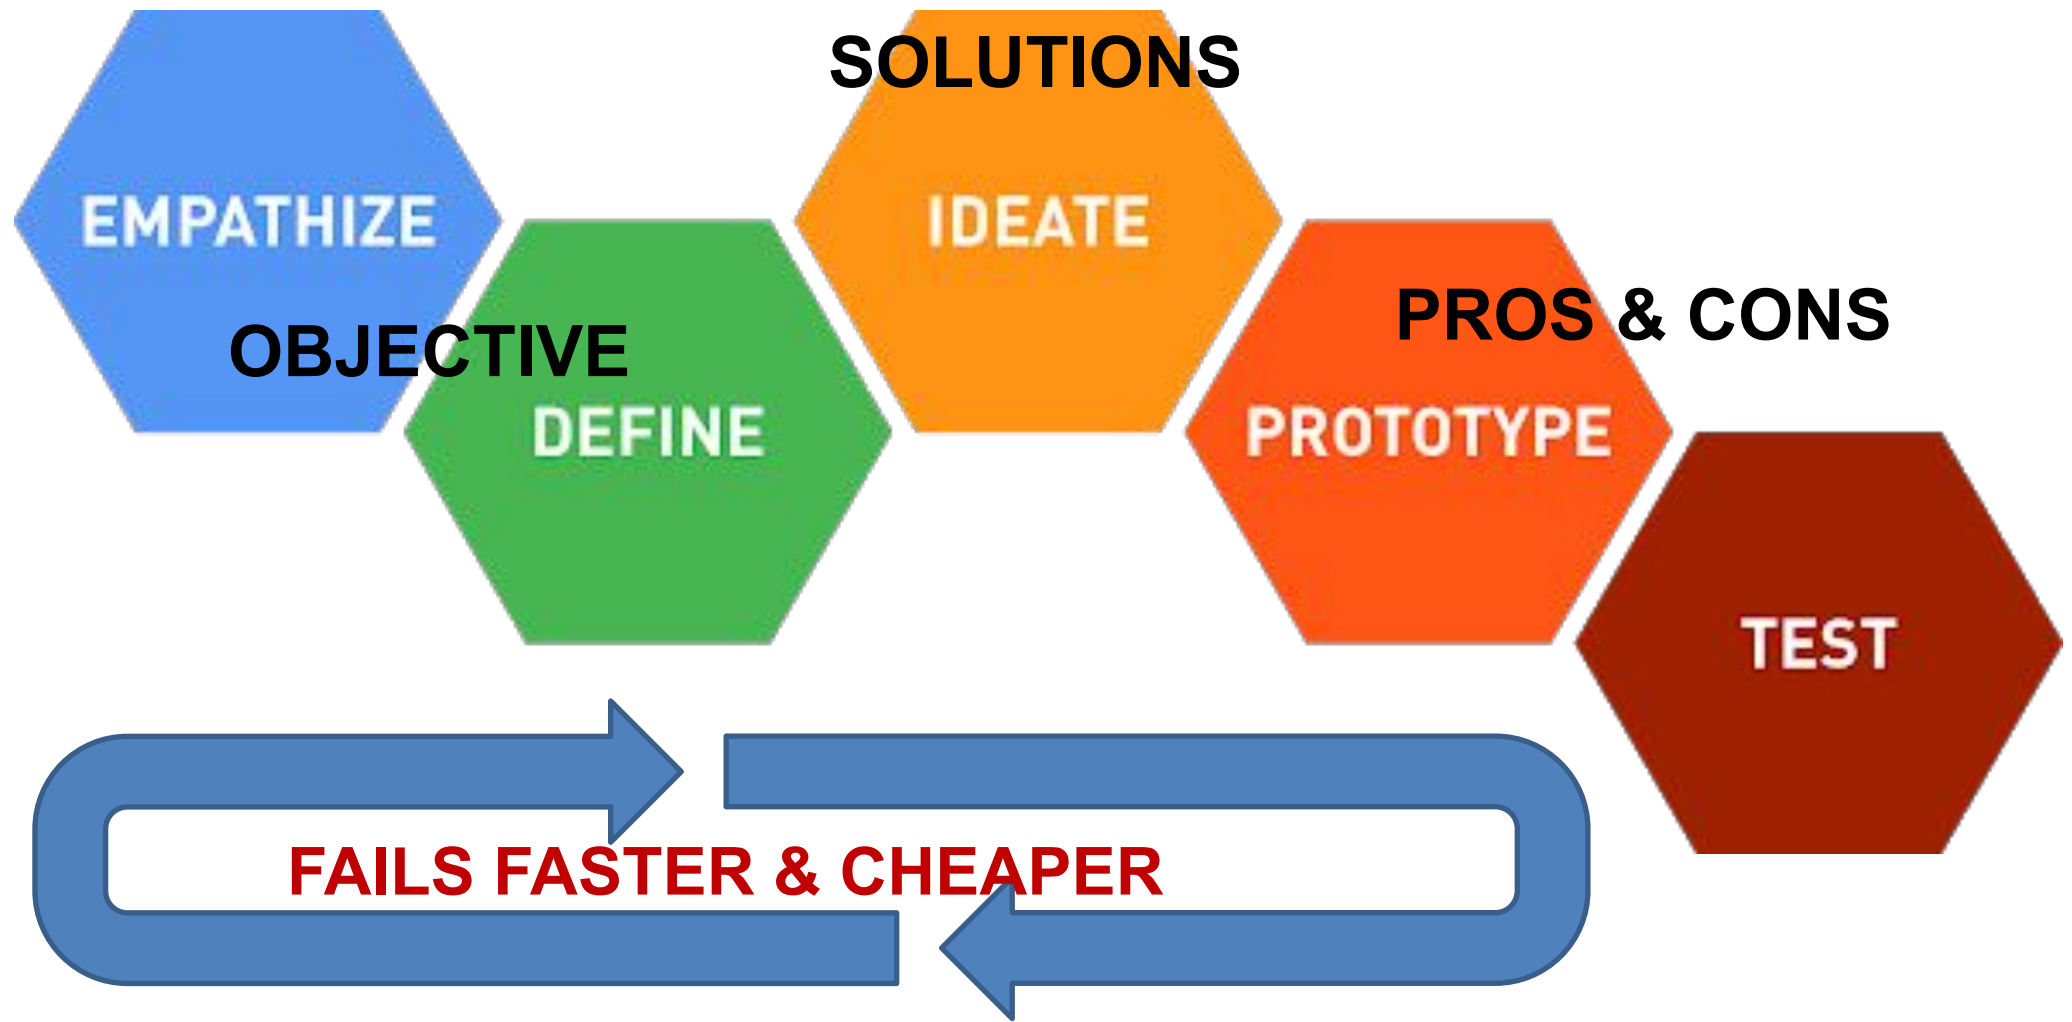 SOLUTIONS
EMPATHIZE
IDEATE
OBJECTIVE
PROS & CONS
DEFINE
PROTOTYPE
TEST
FAILS FASTER & CHEAPER